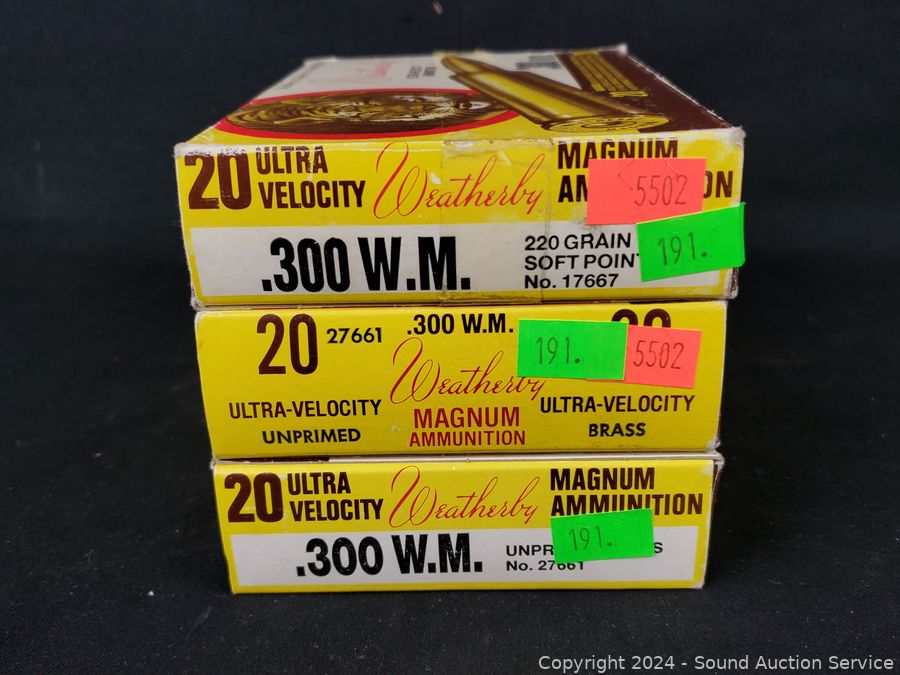 20 ULTRA VELOCITY Weatherby MAGNUM
5502
191.
.300 W.M.
220 GRAIN
SOFT POINT
No. 17667
20 27661 .300 W.M. 20
191.
5502
Weatherby
ULTRA-VELOCITY MAGNUM ULTRA-VELOCITY
UNPRIMED AMMUNITION BRASS
20 ULTRA VELOCITY Weatherby MAGNUM AMMUNITION
191.
.300 W.M.
No. 27661
Copyright © 2024 - Sound Auction Service